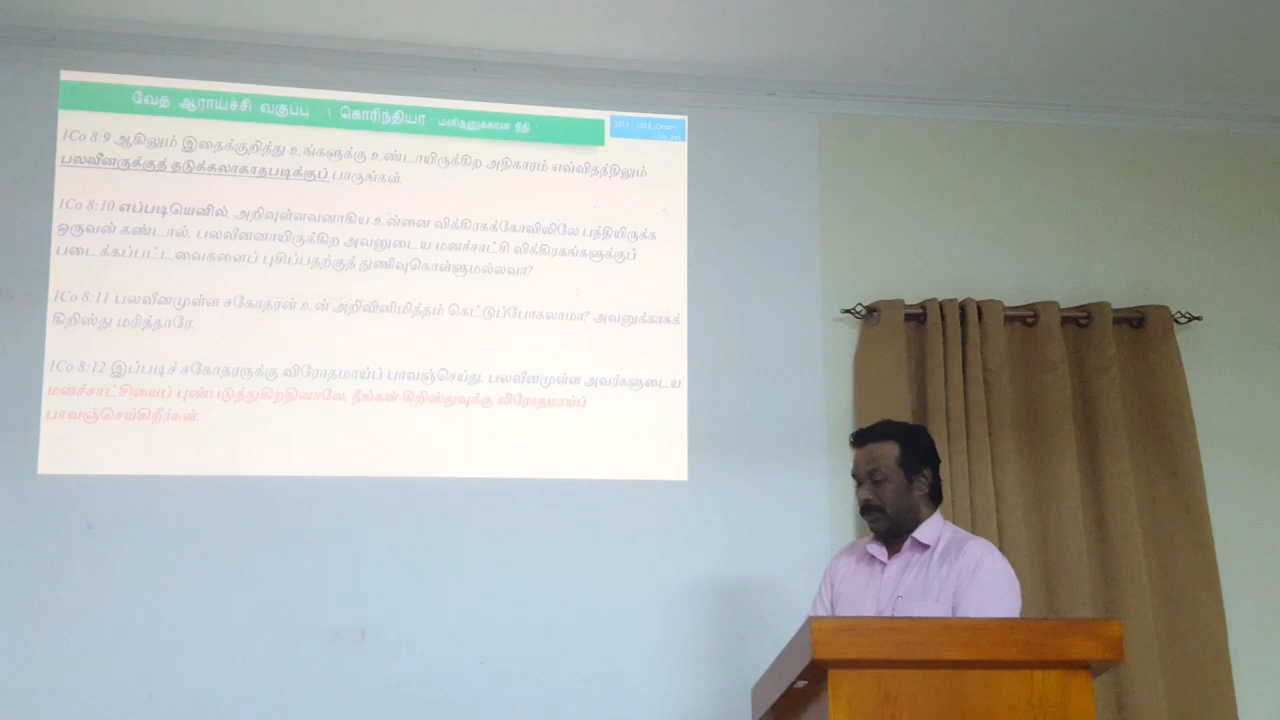 வேத ஆராய்ச்சி வகுப்பு - 1 கொரிந்தியர் - மனிதனுக்கான நீதி -
1Co 8:9 ஆகிலும் இதைக்குறித்து உங்களுக்கு உண்டாயிருக்கிற அதிகாரம் எவ்விதத்திலும்
பலவீனருக்குத் தடுக்கலாகாதபடிக்குப் பாருங்கள்.
1Co 8:10 எப்படியெனில், அறிவுள்ளவனாகிய உன்னை விக்கிரகக்கோவிலிலே பந்தியிருக்க
ஒருவன் கண்டால், பலவீனனாயிருக்கிற அவனுடைய மனச்சாட்சி விக்கிரகங்களுக்குப்
படைக்கப்பட்டவைகளைப் புசிப்பதற்குத் துணிவுகொள்ளுமல்லவா?
1Co 8:11 பலவீனமுள்ள சகோதரன் உன் அறிவினிமித்தம் கெட்டுப்போகலாமா? அவனுக்காகக்
கிறிஸ்து மரித்தாரே.
1Co 8:12 இப்படிச் சகோதரருக்கு விரோதமாய்ப் பாவஞ்செய்து, பலவீனமுள்ள அவர்களுடைய
மனச்சாட்சியைப் புண்படுத்துகிறதினாலே, நீங்கள் கிறிஸ்துவுக்கு விரோதமாய்ப்
பாவஞ்செய்கிறீர்கள்.